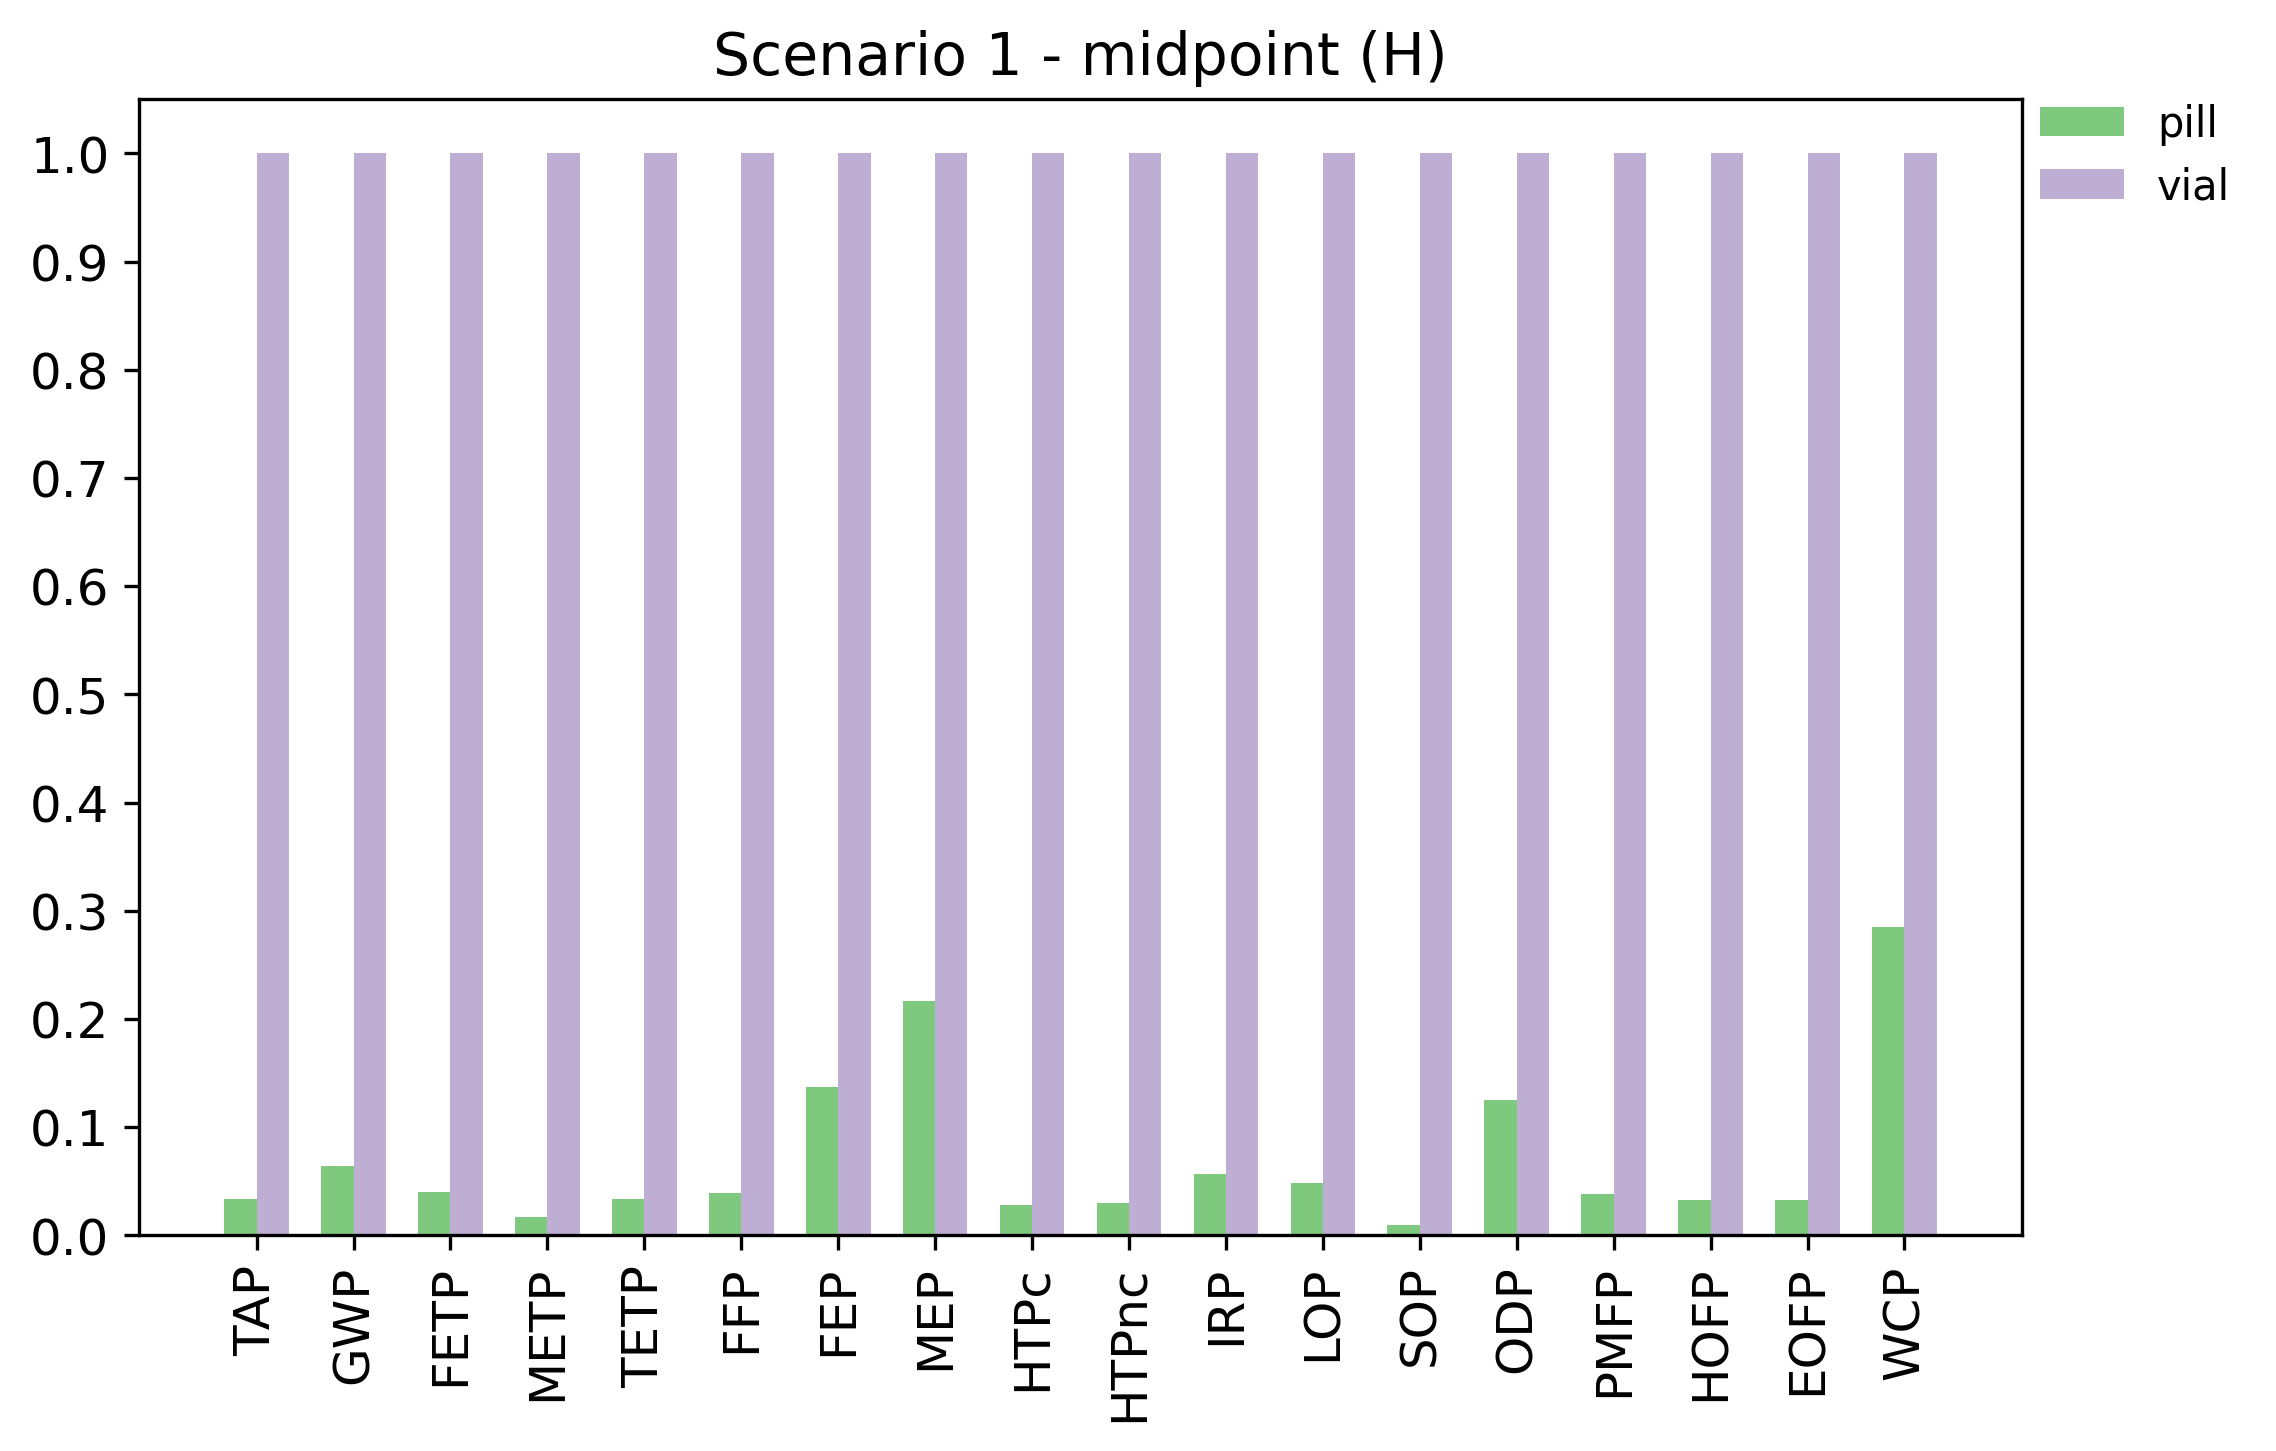 Scenario 1 - midpoint (H)
pill
vial
1.0
0.9
0.8
0.7
0.6
0.5
0.4
0.3
0.2
0.1
0.0
TAP
GWP
FETP
METP
TETP
FFP
FEP
MEP
HTPc
HTPnc
IRP
LOP
SOP
ODP
PMFP
HOFP
EOFP
WCP